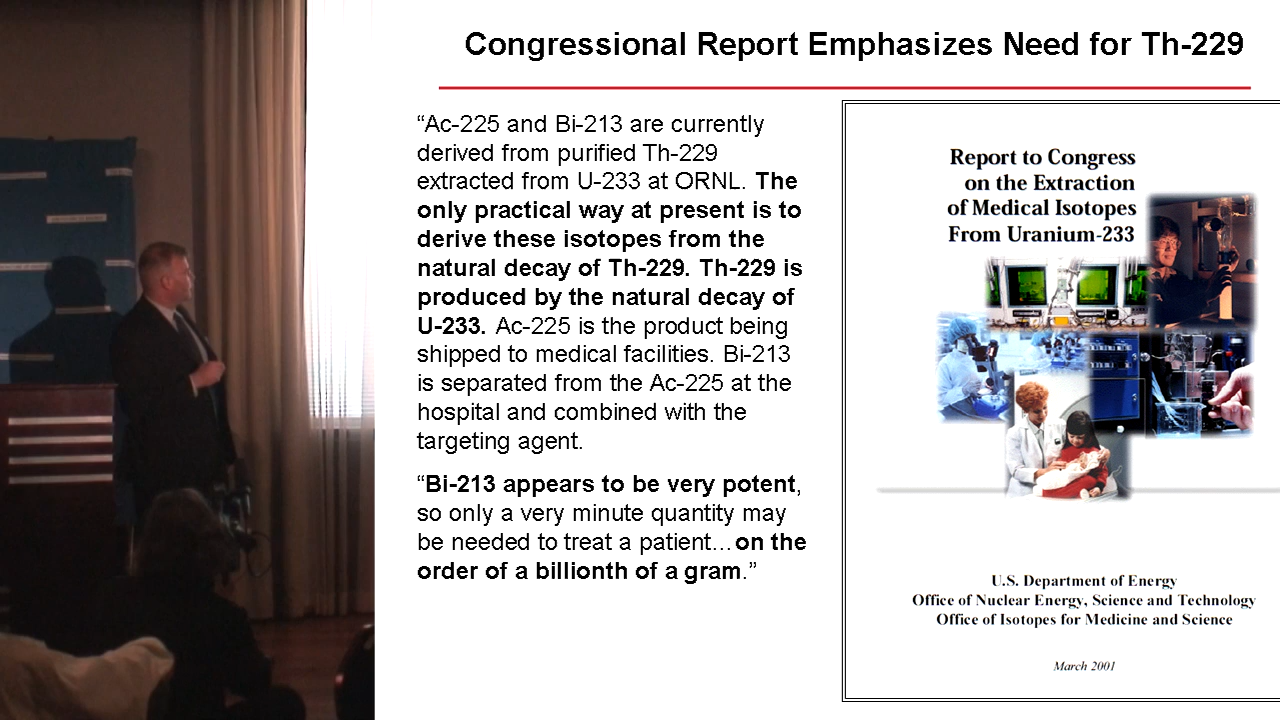 Congressional Report Emphasizes Need for Th-229
“Ac-225 and Bi-213 are currently
derived from purified Th-229
extracted from U-233 at ORNL. The
only practical way at present is to
derive these isotopes from the
natural decay of Th-229. Th-229 is
produced by the natural decay of
U-233. Ac-225 is the product being
shipped to medical facilities. Bi-213
is separated from the Ac-225 at the
hospital and combined with the
targeting agent.
“Bi-213 appears to be very potent,
so only a very minute quantity may
be needed to treat a patient…on the
order of a billionth of a gram.”
Report to Congress
on the Extraction
of Medical Isotopes
From Uranium-233
U.S. Department of Energy
Office of Nuclear Energy, Science and Technology
Office of Isotopes for Medicine and Science
March 2001